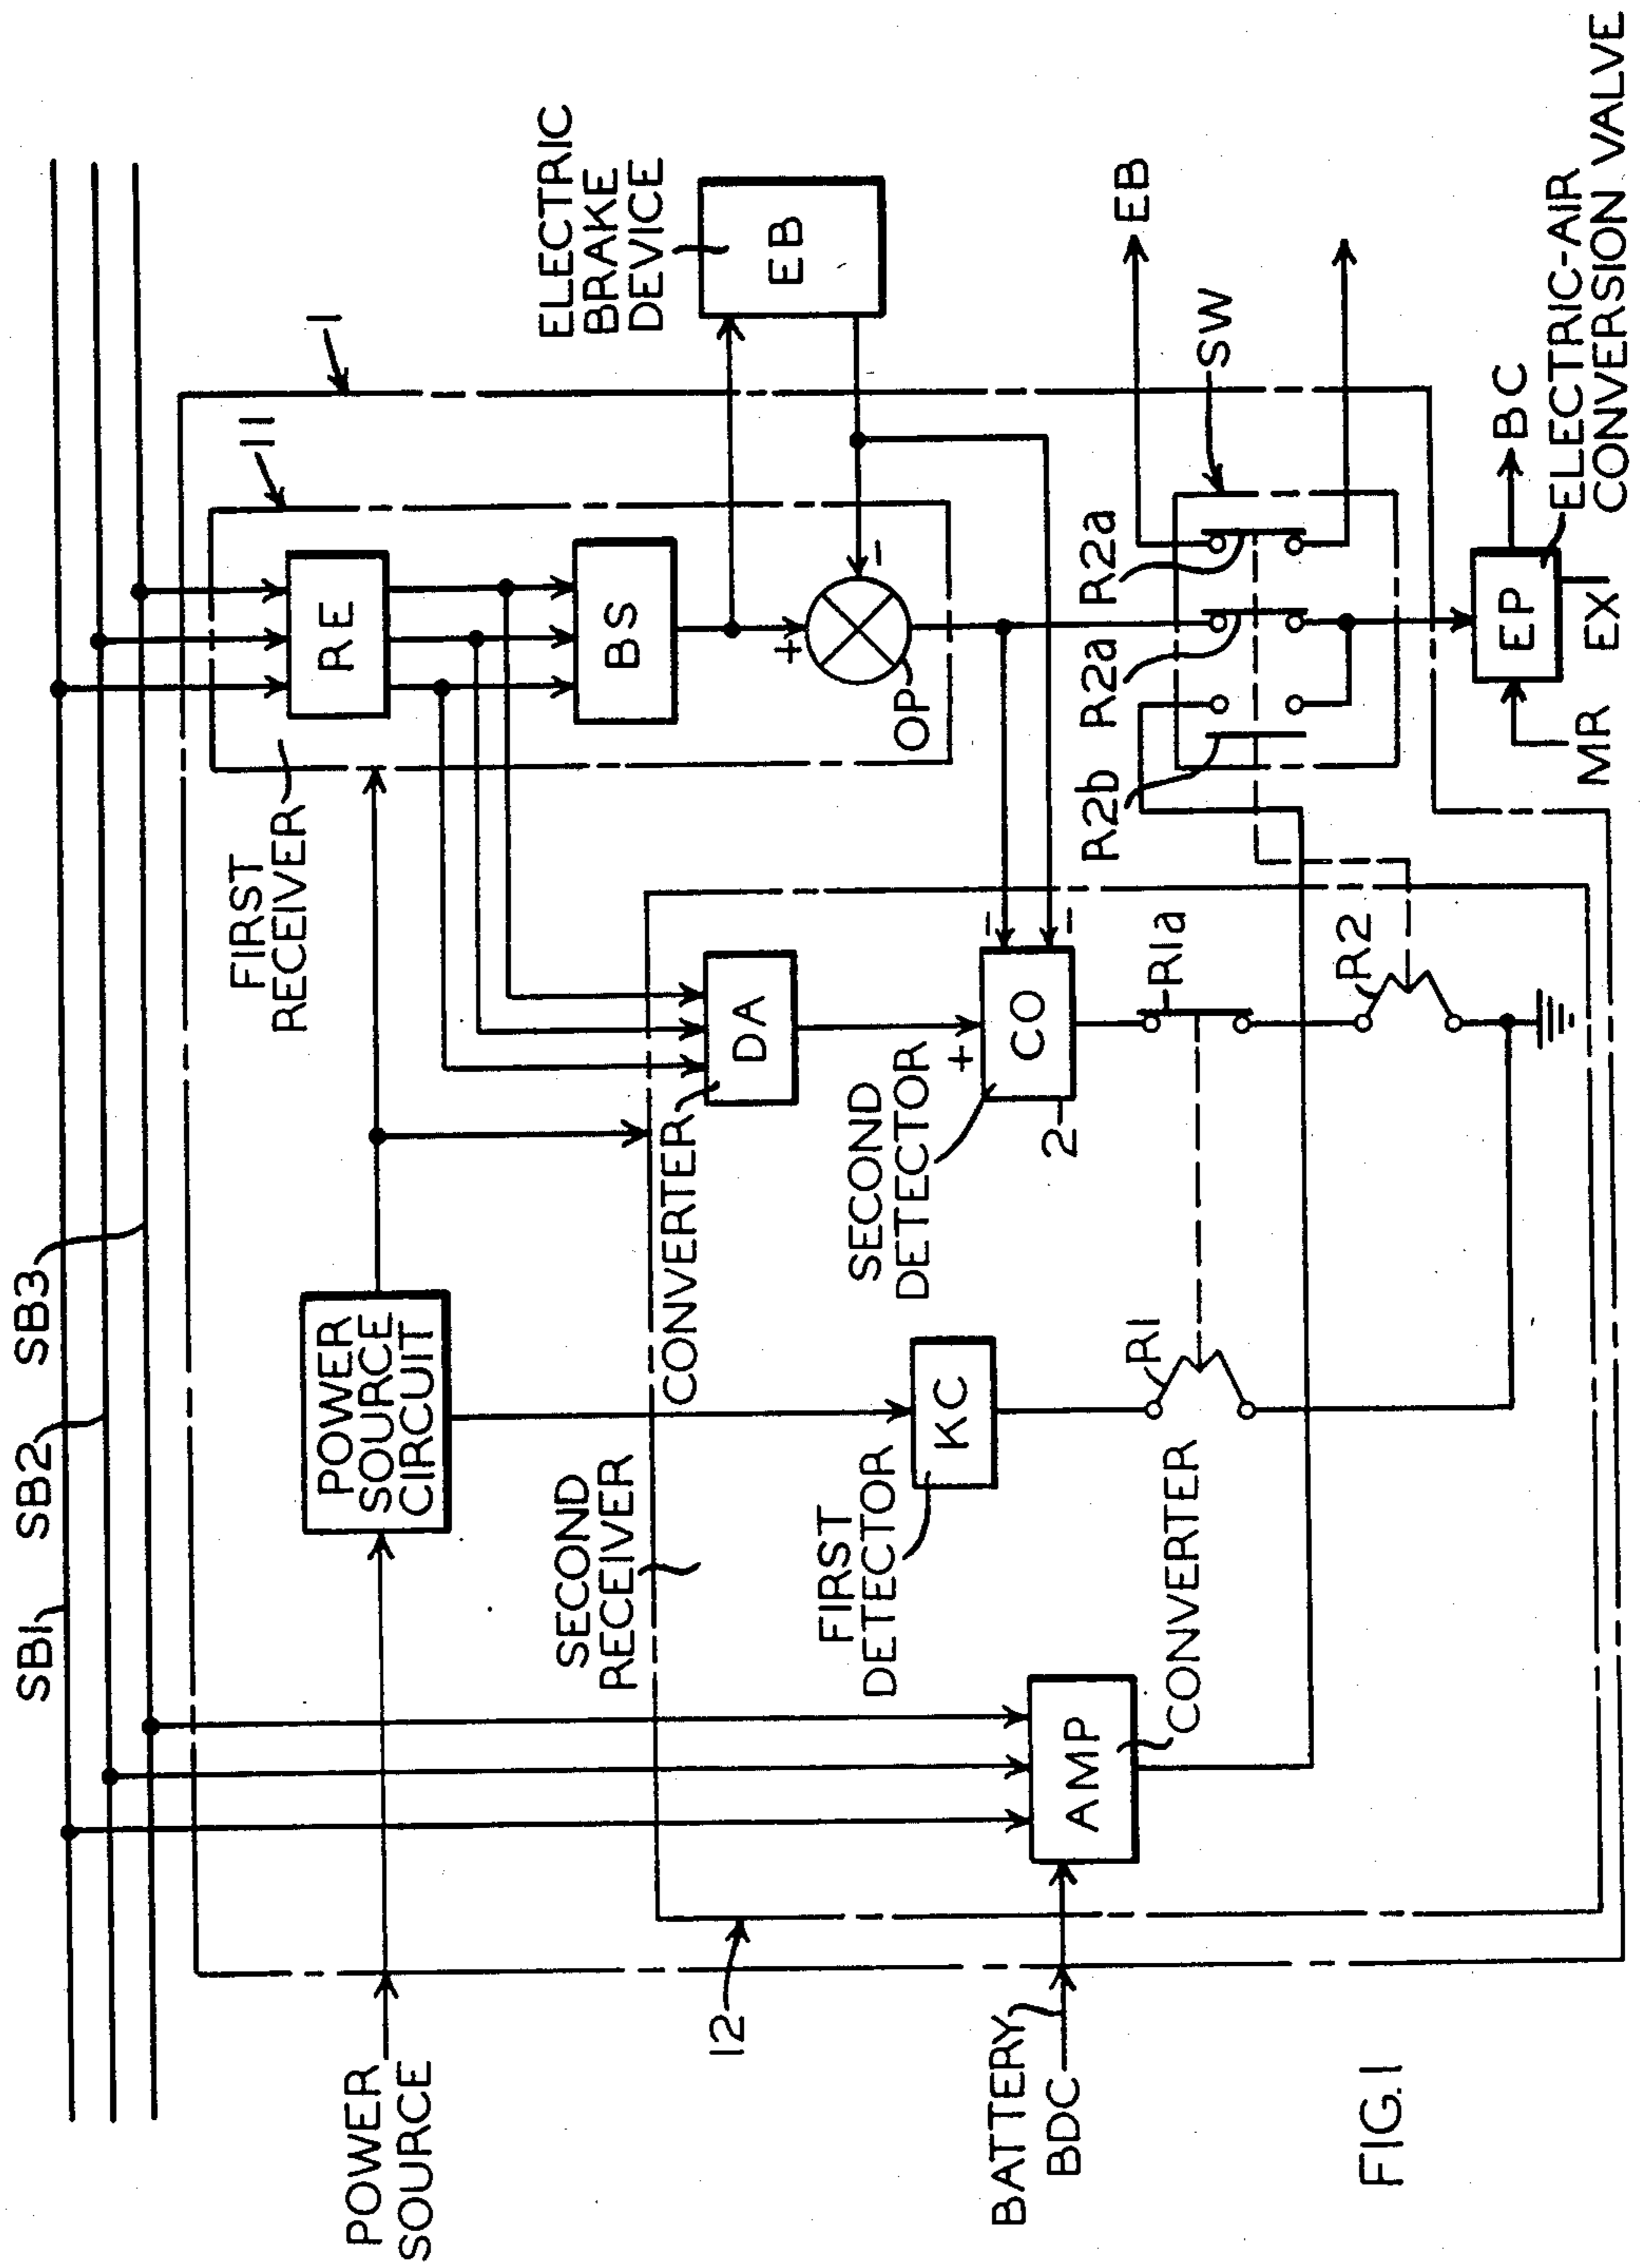 SB1
SB2
SB3
POWER
SOURCE
POWER
SOURCE
CIRCUIT
FIRST
RECEIVER
11
1
RE
BS
+
-
OP
ELECTRIC
BRAKE
DEVICE
EB
SECOND
RECEIVER
CONVERTER
DA
12
FIRST
DETECTOR
KC
SECOND
DETECTOR
+
-
-
CO
2
R1a
R1
R2
BATTERY
BDC
AMP
CONVERTER
R2b
R2a
R2a
SW
EB
MR
EP
EX
BC
ELECTRIC-AIR
CONVERSION VALVE
FIG.1